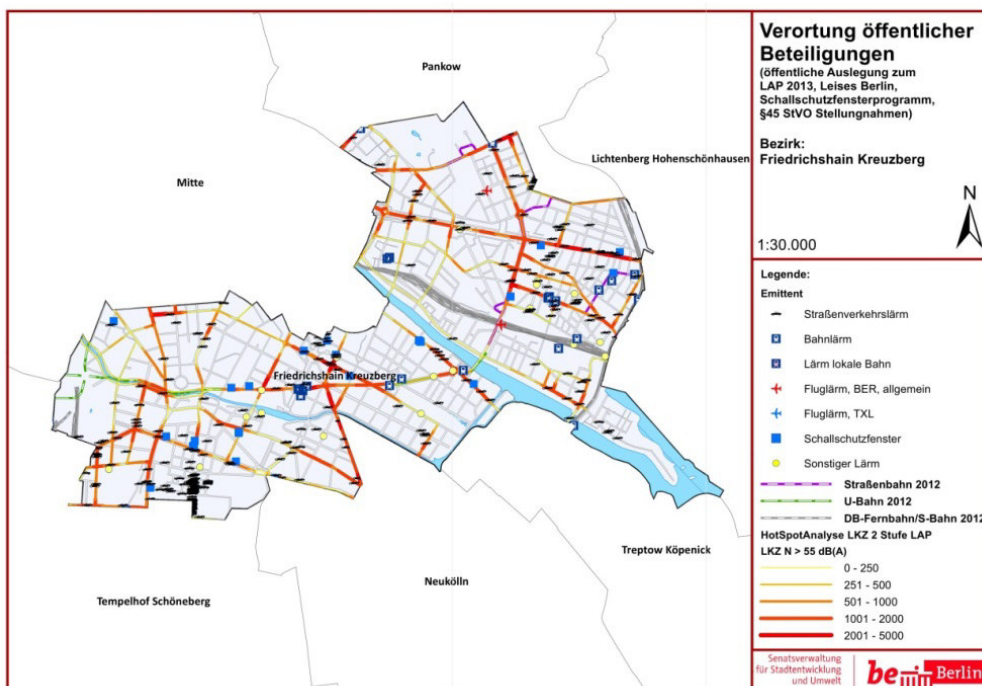 Verortung öffentlicher
Beteiligungen
(öffentliche Auslegung zum
LAP 2013, Leises Berlin,
Schallschutzfensterprogramm,
§45 StVO Stellungnahmen)
Bezirk:
Friedrichshain Kreuzberg
N
1:30.000
Legende:
Emittent
Straßenverkehrslärm
Bahnlärm
Lärm lokale Bahn
Fluglärm, BER, allgemein
Fluglärm, TXL
Schallschutzfenster
Sonstiger Lärm
Straßenbahn 2012
U-Bahn 2012
DB-Fernbahn/S-Bahn 2012
HotSpotAnalyse LKZ 2 Stufe LAP
LKZ N > 55 dB(A)
0 - 250
251 - 500
501 - 1000
1001 - 2000
2001 - 5000
Senatsverwaltung
für Stadtentwicklung
und Umwelt
be Berlin
Pankow
Lichtenberg Hohenschönhausen
Mitte
Friedrichshain Kreuzberg
Treptow Köpenick
Neukölln
Tempelhof Schöneberg